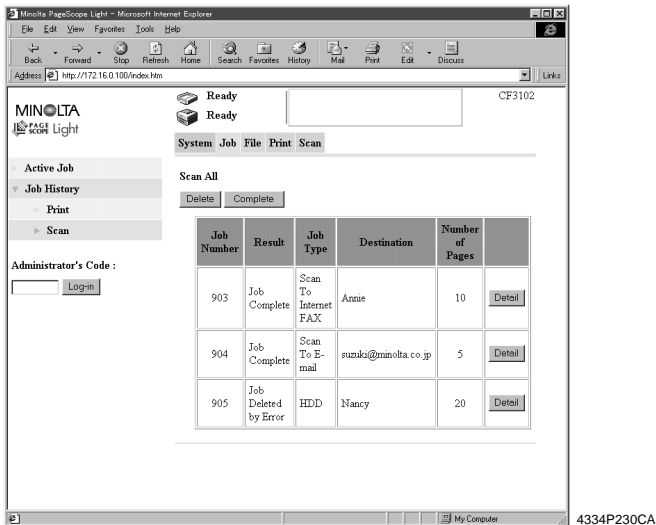 Minolta PageScope Light - Microsoft Internet Explorer
File Edit View Favorites Tools Help
Back Forward Stop Refresh Home Search Favorites History Mail Print Edit Discuss
Address http://172.16.0.100/index.htm Links
MINOLTA
PAGE SCOPE Light
Ready
Ready
CF3102
System Job File Print Scan
Active Job
Job History
Print
Scan
Administrator's Code :
Log-in
Scan All
Delete Complete
Job Number Result Job Type Destination Number of Pages
903 Job Complete Scan To Internet FAX Annie 10 Detail
904 Job Complete Scan To E-mail suzuki@minolta.co.jp 5 Detail
905 Job Deleted by Error HDD Nancy 20 Detail
My Computer
4334P230CA